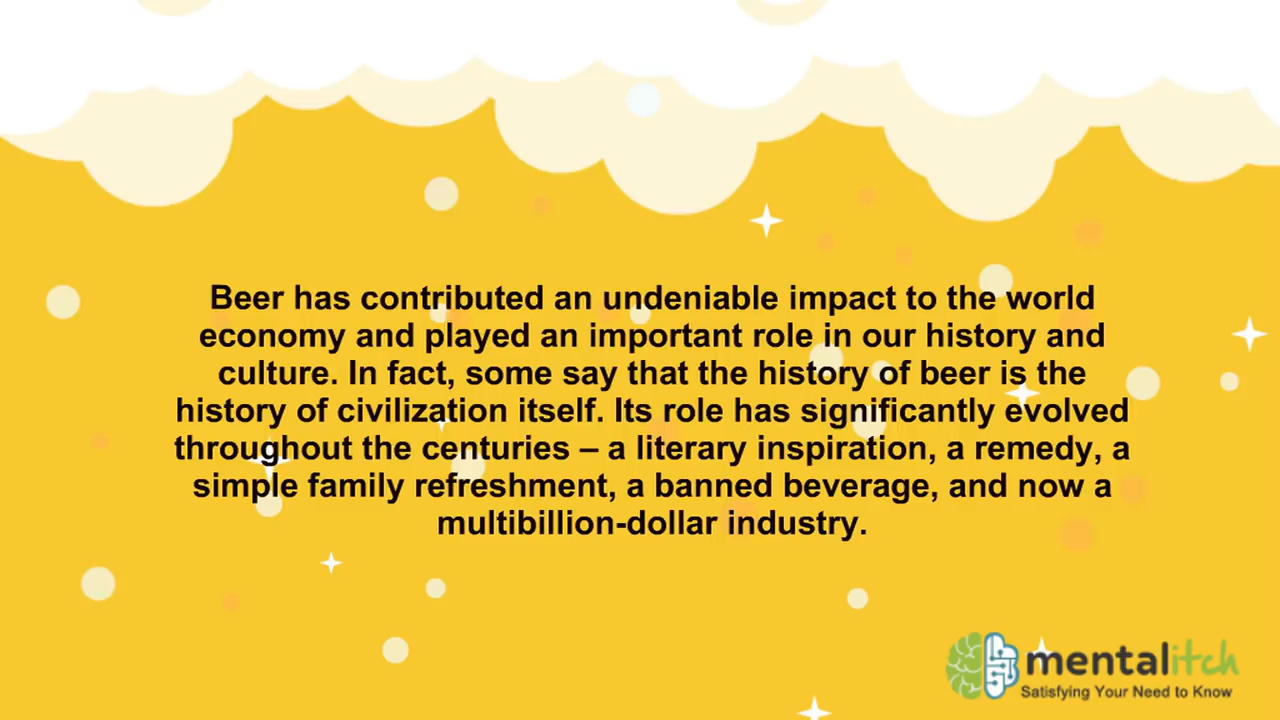 Beer has contributed an undeniable impact to the world
economy and played an important role in our history and
culture. In fact, some say that the history of beer is the
history of civilization itself. Its role has significantly evolved
throughout the centuries – a literary inspiration, a remedy, a
simple family refreshment, a banned beverage, and now a
multibillion-dollar industry.
mentalitch
Satisfying Your Need to Know